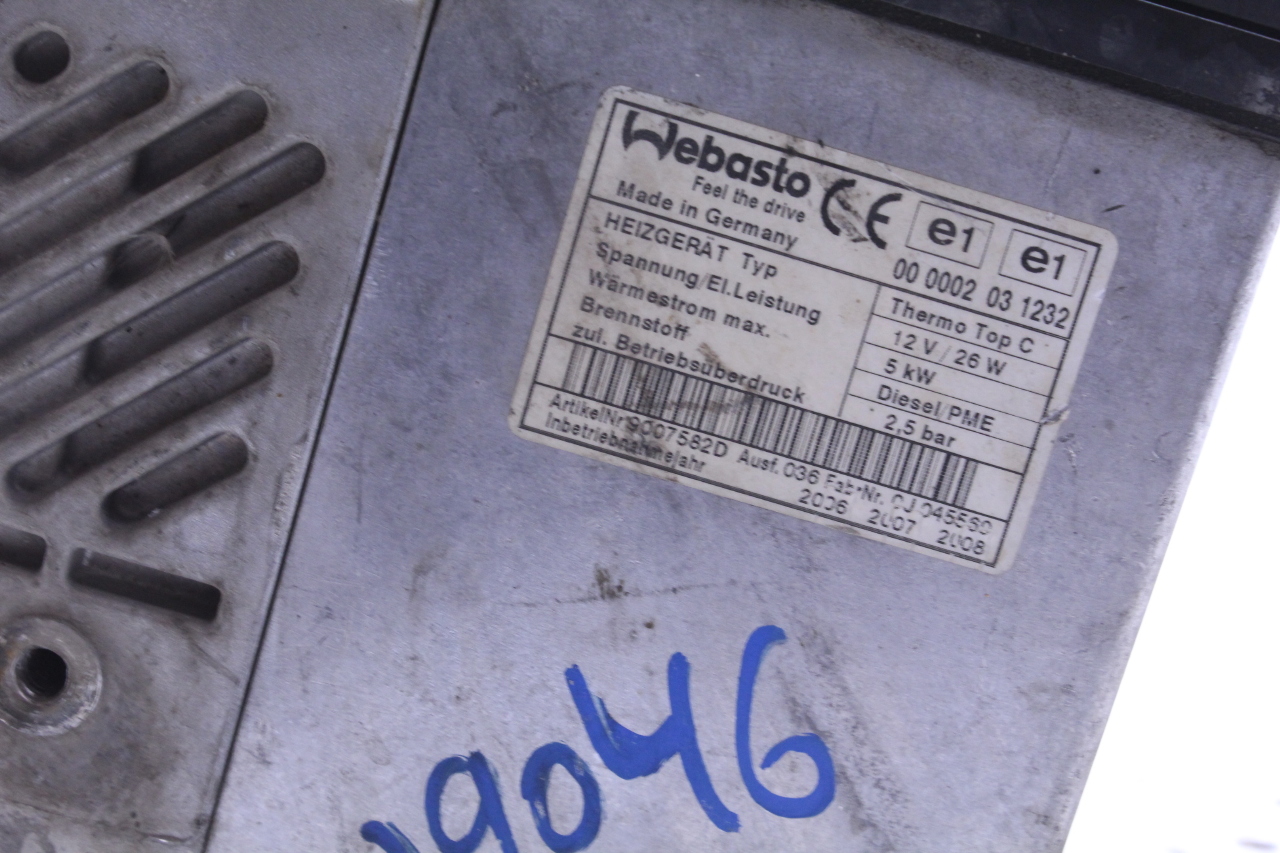 Webasto
Feel the drive
Made in Germany
CE e1 e1
00 0002 03 1232
HEIZGERÄT Typ Thermo Top C
Spannung/El.Leistung 12 V / 26 W
Wärmestrom max. 5 kW
Brennstoff Diesel/PME
zul. Betriebsüberdruck 2,5 bar
ArtikelNr 9007582D Ausf. 036 Fab-Nr.
Inbetriebnahmejahr 2006 2007 2008
9046